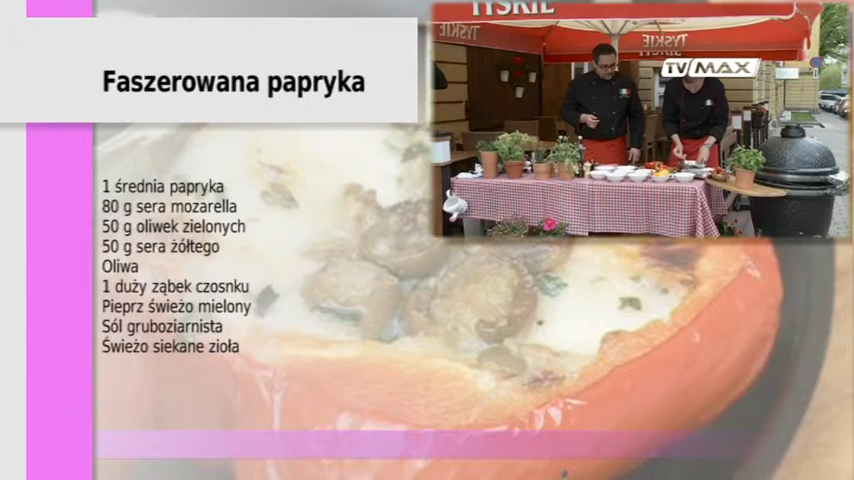 TYSKIE
TYSKIE
TYSKIE
TV MAX
Faszerowana papryka
1 średnia papryka
80 g sera mozarella
50 g oliwek zielonych
50 g sera żółtego
Oliwa
1 duży ząbek czosnku
Pieprz świeżo mielony
Sól gruboziarnista
Świeżo siekane zioła